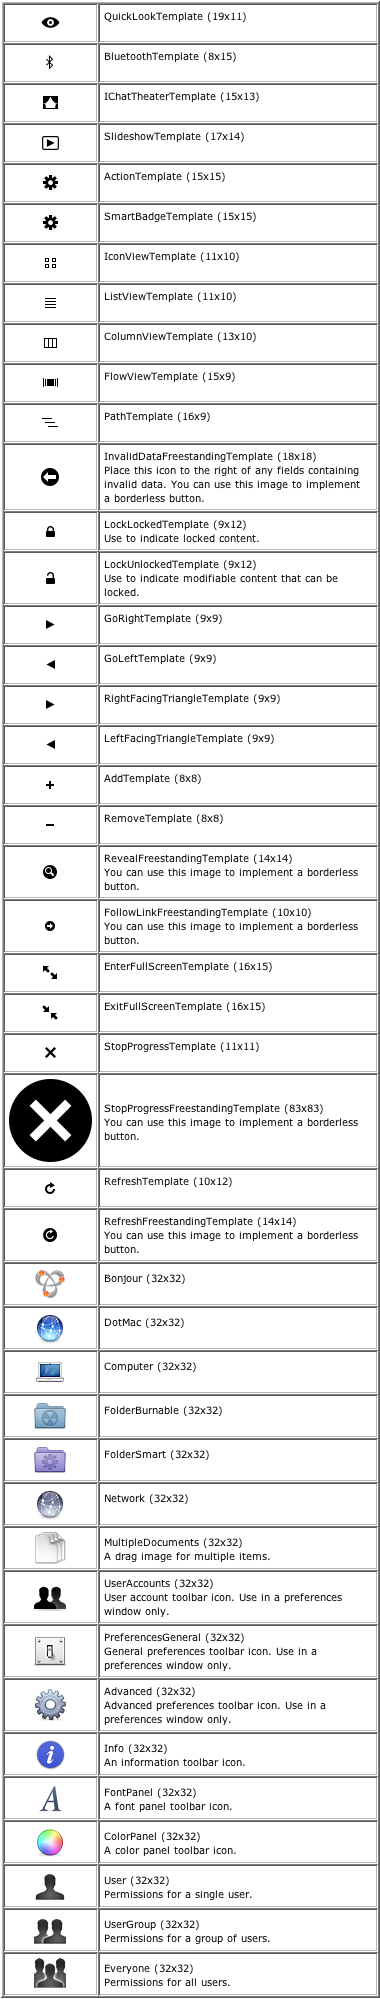 QuickLookTemplate (19x11)
BluetoothTemplate (8x15)
IChatTheaterTemplate (15x13)
SlideshowTemplate (17x14)
ActionTemplate (15x15)
SmartBadgeTemplate (15x15)
IconViewTemplate (11x10)
ListViewTemplate (11x10)
ColumnViewTemplate (13x10)
FlowViewTemplate (15x9)
PathTemplate (16x9)
InvalidDataFreestandingTemplate (18x18)
Place this icon to the right of any fields containing
invalid data. You can use this image to implement
a borderless button.
LockLockedTemplate (9x12)
Use to indicate locked content.
LockUnlockedTemplate (9x12)
Use to indicate modifiable content that can be
locked.
GoRightTemplate (9x9)
GoLeftTemplate (9x9)
RightFacingTriangleTemplate (9x9)
LeftFacingTriangleTemplate (9x9)
AddTemplate (8x8)
RemoveTemplate (8x8)
RevealFreestandingTemplate (14x14)
You can use this image to implement a borderless
button.
FollowLinkFreestandingTemplate (10x10)
You can use this image to implement a borderless
button.
EnterFullScreenTemplate (16x15)
ExitFullScreenTemplate (16x15)
StopProgressTemplate (11x11)
StopProgressFreestandingTemplate (83x83)
You can use this image to implement a borderless
button.
RefreshTemplate (10x12)
RefreshFreestandingTemplate (14x14)
You can use this image to implement a borderless
button.
Bonjour (32x32)
DotMac (32x32)
Computer (32x32)
FolderBurnable (32x32)
FolderSmart (32x32)
Network (32x32)
MultipleDocuments (32x32)
A drag image for multiple items.
UserAccounts (32x32)
User account toolbar icon. Use in a preferences
window only.
PreferencesGeneral (32x32)
General preferences toolbar icon. Use in a
preferences window only.
Advanced (32x32)
Advanced preferences toolbar icon. Use in a
preferences window only.
Info (32x32)
An information toolbar icon.
FontPanel (32x32)
A font panel toolbar icon.
ColorPanel (32x32)
A color panel toolbar icon.
User (32x32)
Permissions for a single user.
UserGroup (32x32)
Permissions for a group of users.
Everyone (32x32)
Permissions for all users.